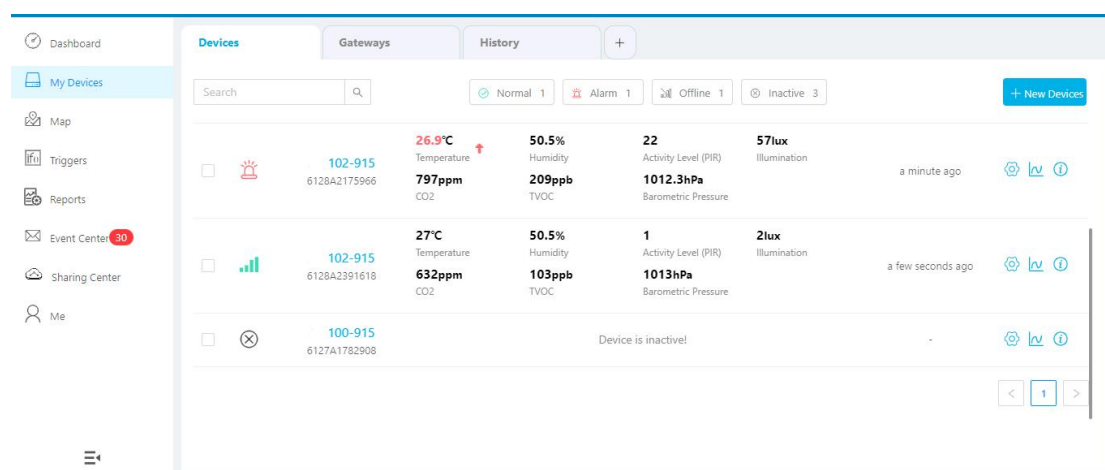 Dashboard
My Devices
Map
Triggers
Reports
Event Center 30
Sharing Center
Me
Devices Gateways History +
Search Normal 1 Alarm 1 Offline 1 Inactive 3 + New Devices
26.9℃ 50.5% 22 57lux
Temperature Humidity Activity Level (PIR) Illumination
102-915 a minute ago
6128A2175966
797ppm 209ppb 1012.3hPa
CO2 TVOC Barometric Pressure
27℃ 50.5% 1 2lux
Temperature Humidity Activity Level (PIR) Illumination
102-915 a few seconds ago
6128A2391618
632ppm 103ppb 1013hPa
CO2 TVOC Barometric Pressure
100-915 Device is inactive! -
6127A1782908
< 1 >